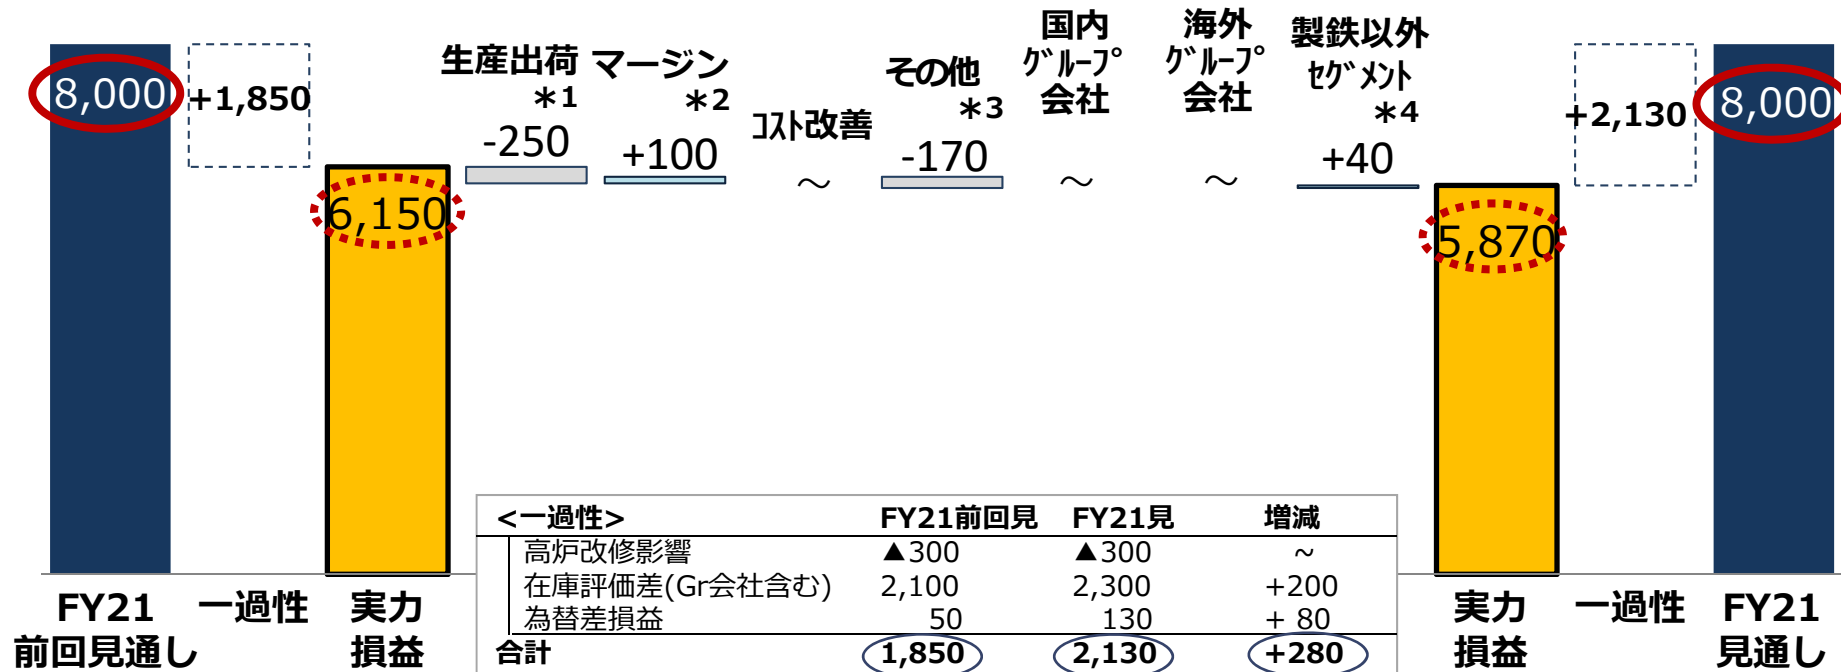 8,000
+1,850
6,150
生産出荷
＊1
-250
マージン
＊2
+100
ｺｽﾄ改善
～
その他
＊3
-170
国内
ｸﾞﾙｰﾌﾟ
会社
～
海外
ｸﾞﾙｰﾌﾟ
会社
～
製鉄以外
ｾｸﾞﾒﾝﾄ
＊4
+40
5,870
+2,130
8,000
<一過性> FY21前回見 FY21見 増減
高炉改修影響 ▲300 ▲300 ~
在庫評価差(Gr会社含む) 2,100 2,300 +200
為替差損益 50 130 + 80
合計 1,850 2,130 +280
FY21
前回見通し
一過性
実力
損益
実力
損益
一過性
FY21
見通し